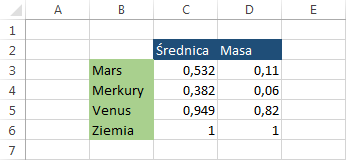 A B C D E
1
2 Średnica Masa
3 Mars 0,532 0,11
4 Merkury 0,382 0,06
5 Venus 0,949 0,82
6 Ziemia 1 1
7